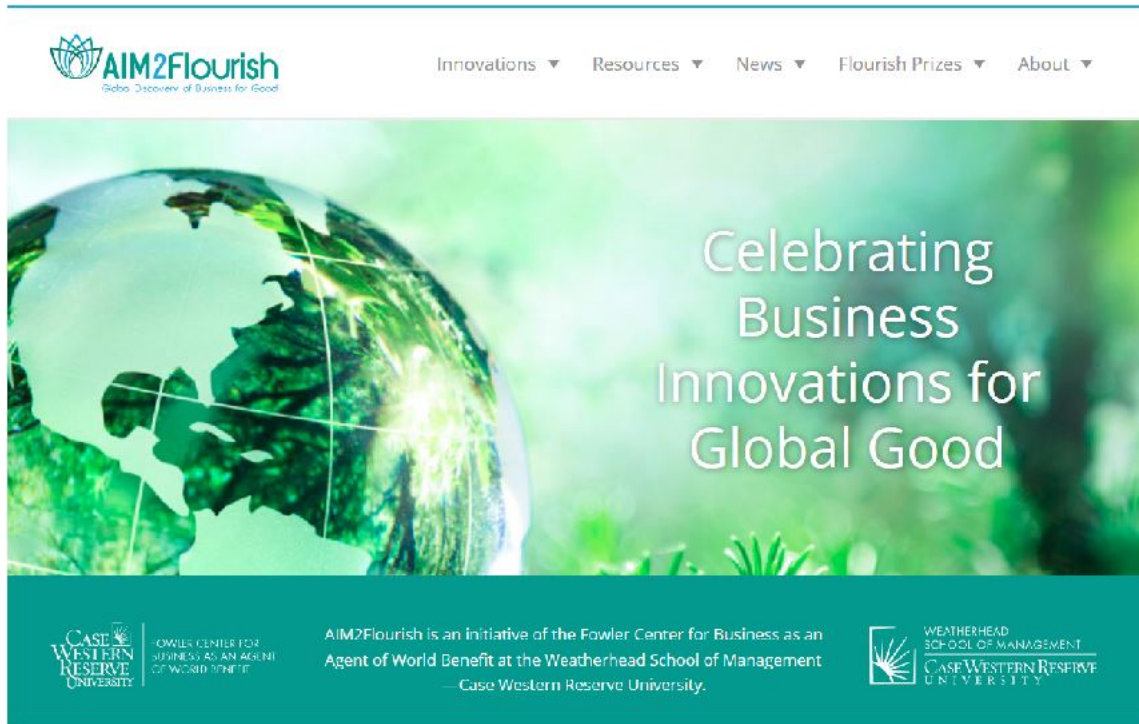 AIM2Flourish
Global Discovery of Business for Good
Innovations
Resources
News
Flourish Prizes
About
Celebrating
Business
Innovations for
Global Good
CASE
WESTERN
RESERVE
UNIVERSITY
FOWLER CENTER FOR
BUSINESS AS AN AGENT
OF WORLD BENEFIT
AIM2Flourish is an initiative of the Fowler Center for Business as an
Agent of World Benefit at the Weatherhead School of Management
—Case Western Reserve University.
WEATHERHEAD
SCHOOL OF MANAGEMENT
CASE WESTERN RESERVE
UNIVERSITY